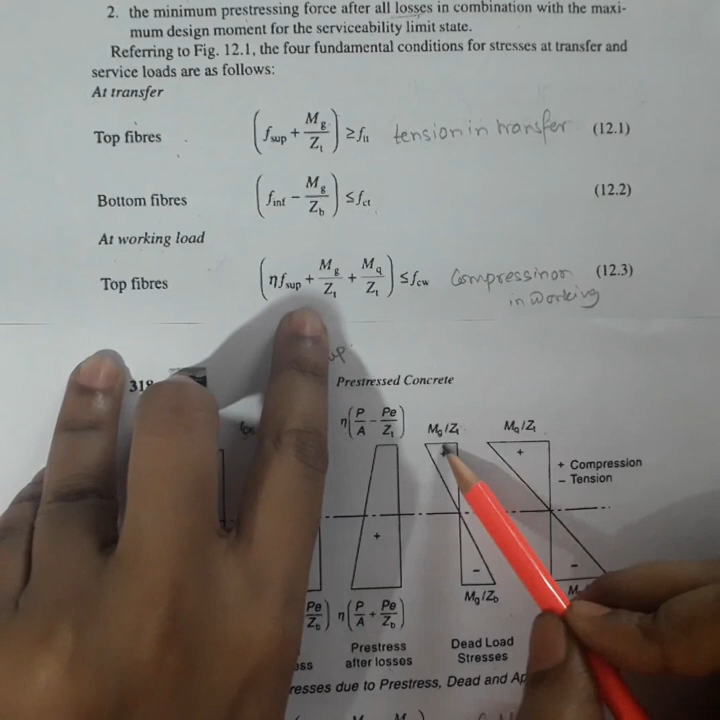 2. the minimum prestressing force after all losses in combination with the maxi-
mum design moment for the serviceability limit state.
Referring to Fig. 12.1, the four fundamental conditions for stresses at transfer and
service loads are as follows:
At transfer
Top fibres (f_sup + M_g/Z_t) ≥ f_tt tension in transfer (12.1)
Bottom fibres (f_inf − M_g/Z_b) ≤ f_ct (12.2)
At working load
Top fibres (ηf_sup + M_g/Z_t + M_q/Z_t) ≤ f_cw Compression in working (12.3)
318 Prestressed Concrete
η(P/A − Pe/Z_t) M_g/Z_t M_q/Z_t
+ +
+ Compression
− Tension
+
− −
Pe/Z_b) η(P/A + Pe/Z_b) M_g/Z_b
Prestress Dead Load
after losses Stresses
resses due to Prestress, Dead and Ap